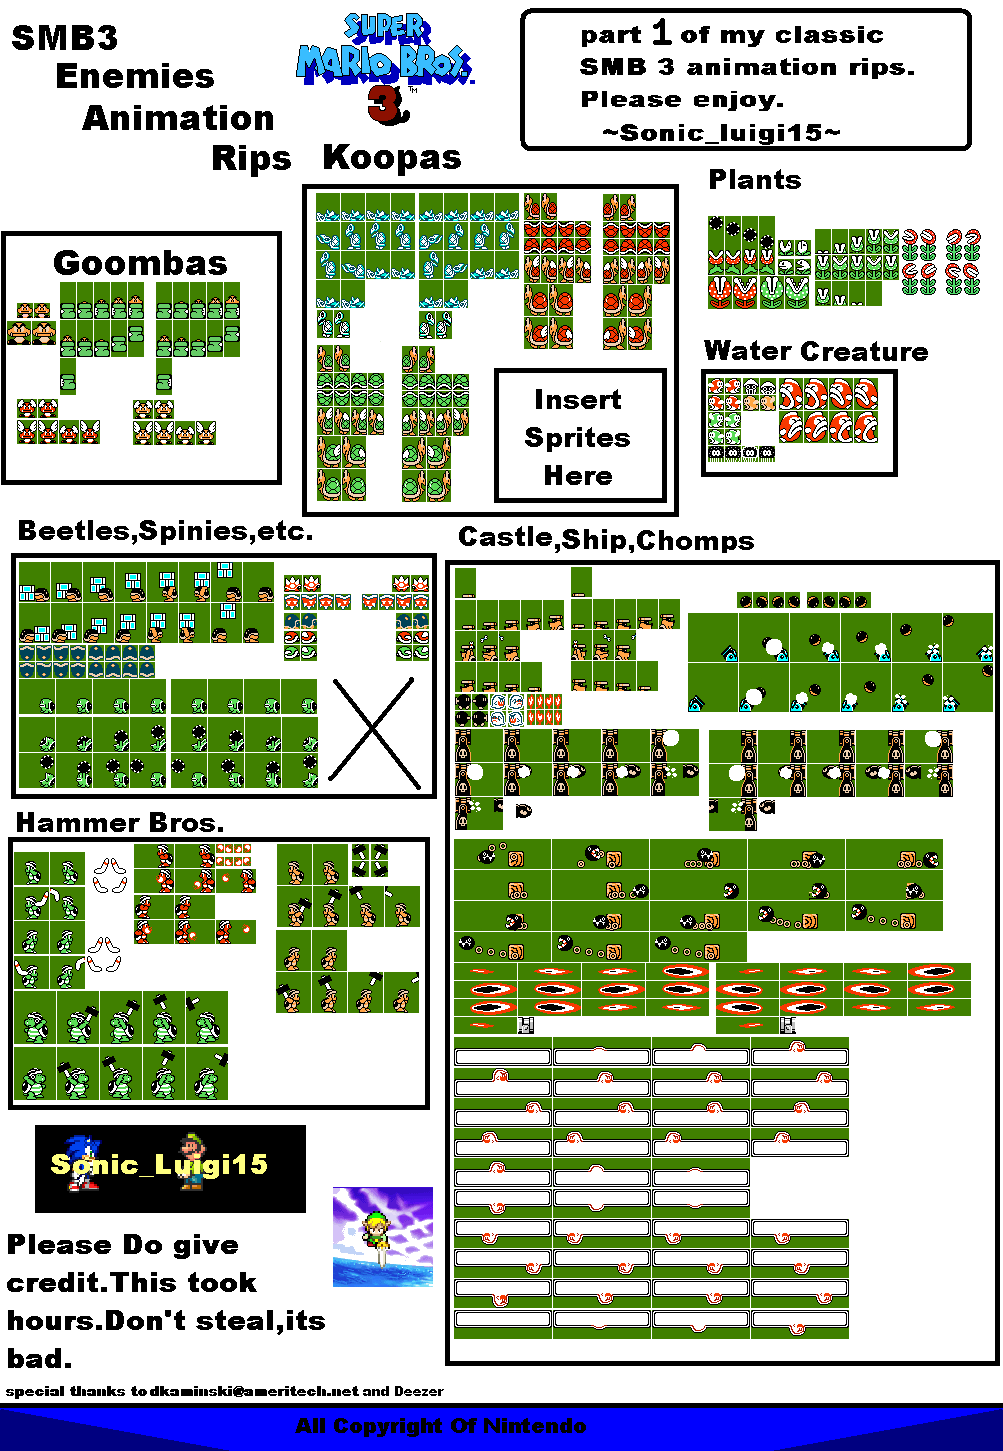 SMB3
Enemies
Animation
Rips
SUPER
MARIO BROS.
3
TM
part 1 of my classic
SMB 3 animation rips.
Please enjoy.
~Sonic_luigi15~
Koopas
Plants
Goombas
Water Creature
Insert
Sprites
Here
Beetles,Spinies,etc.
Castle,Ship,Chomps
Hammer Bros.
Sonic_Luigi15
Please Do give
credit.This took
hours.Don't steal,its
bad.
special thanks to dkaminski@ameritech.net and Deezer
All Copyright Of Nintendo